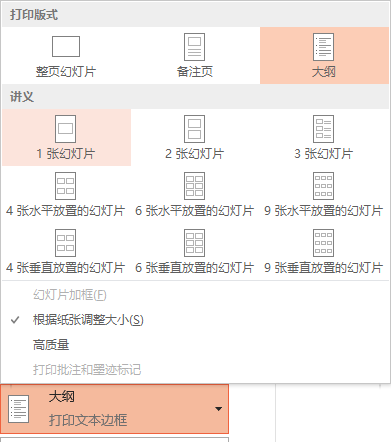 打印版式
整页幻灯片 备注页 大纲
讲义
1 张幻灯片 2 张幻灯片 3 张幻灯片
4 张水平放置的幻灯片 6 张水平放置的幻灯片 9 张水平放置的幻灯片
4 张垂直放置的幻灯片 6 张垂直放置的幻灯片 9 张垂直放置的幻灯片
幻灯片加框(F)
根据纸张调整大小(S)
高质量
打印批注和墨迹标记
大纲
打印文本边框